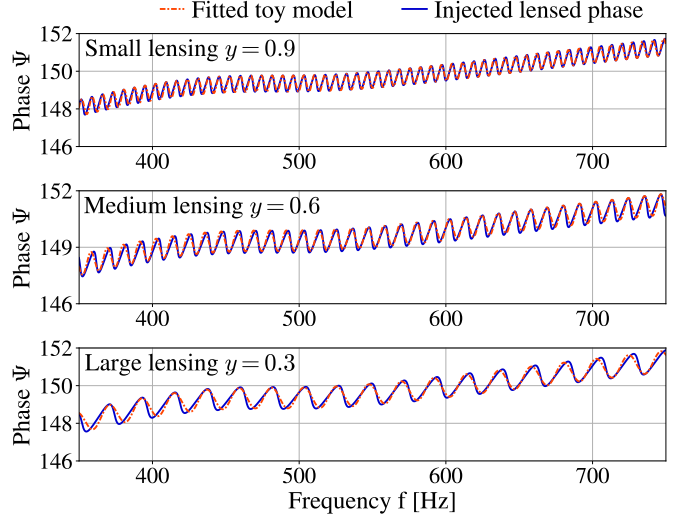 Fitted toy model Injected lensed phase
152
Small lensing y = 0.9
150
148
146
Phase Ψ
400 500 600 700
152
Medium lensing y = 0.6
149
146
Phase Ψ
400 500 600 700
152
Large lensing y = 0.3
150
148
146
Phase Ψ
400 500 600 700
Frequency f [Hz]